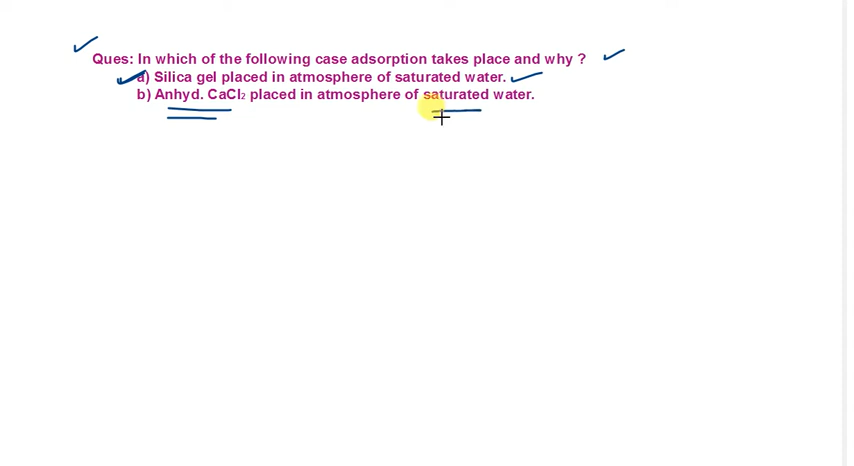 Ques: In which of the following case adsorption takes place and why ?
a) Silica gel placed in atmosphere of saturated water.
b) Anhyd. CaCl₂ placed in atmosphere of saturated water.